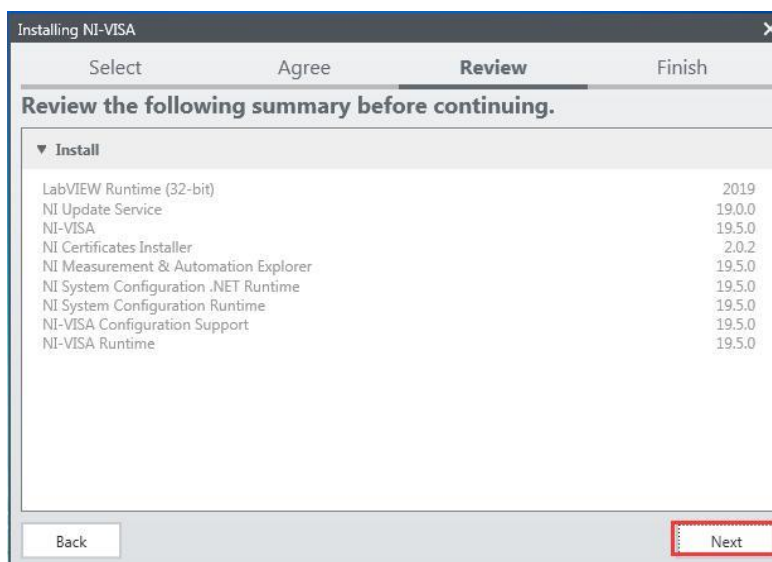 Installing NI-VISA
Select Agree Review Finish
Review the following summary before continuing.
Install
LabVIEW Runtime (32-bit) 2019
NI Update Service 19.0.0
NI-VISA 19.5.0
NI Certificates Installer 2.0.2
NI Measurement & Automation Explorer 19.5.0
NI System Configuration .NET Runtime 19.5.0
NI System Configuration Runtime 19.5.0
NI-VISA Configuration Support 19.5.0
NI-VISA Runtime 19.5.0
Back Next